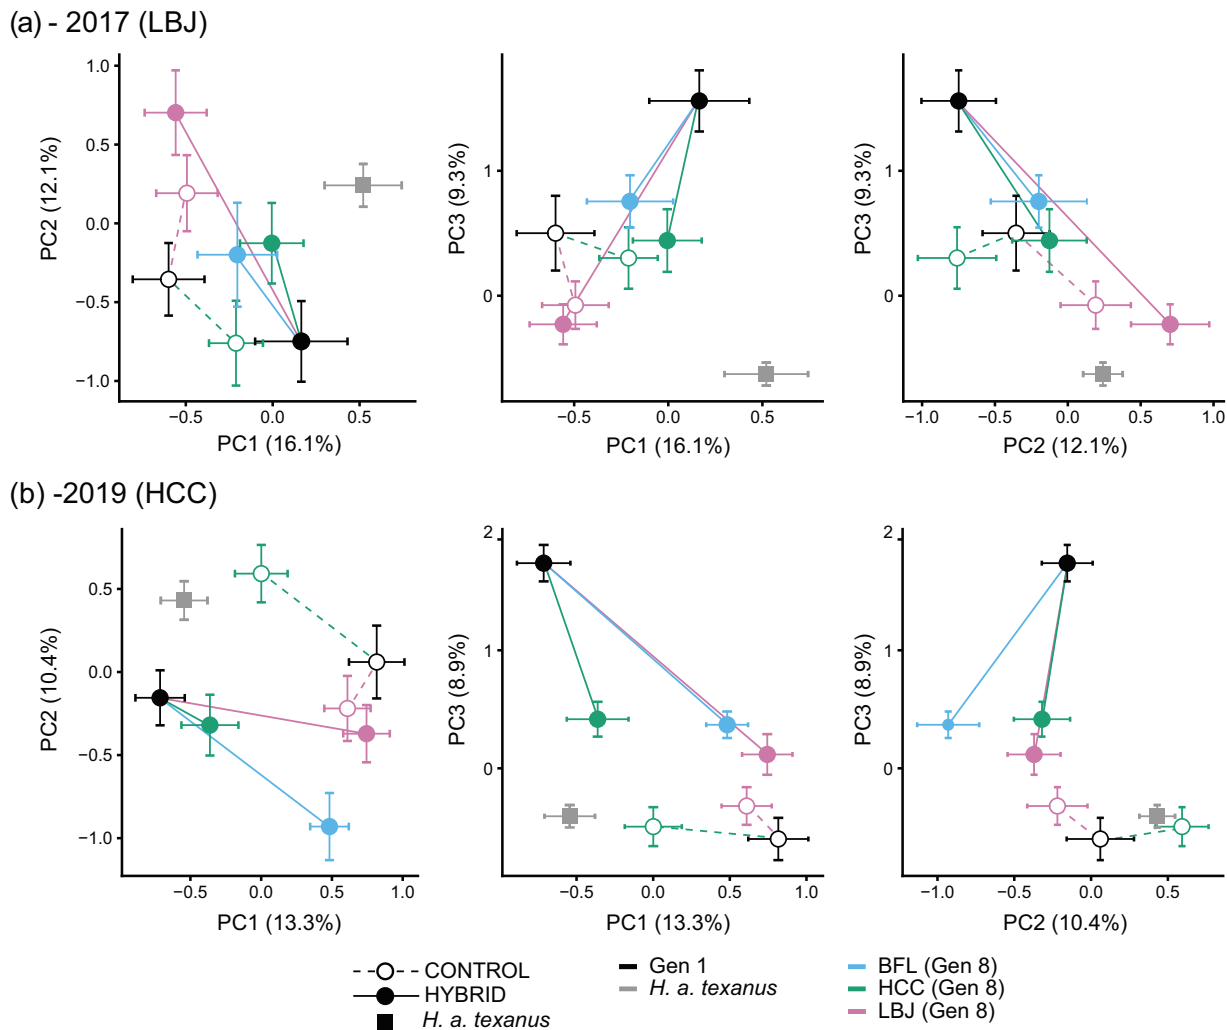 (a) - 2017 (LBJ)
1.0
0.5
0.0
−0.5
−1.0
PC2 (12.1%)
−0.5
0.0
0.5
PC1 (16.1%)
1
0
PC3 (9.3%)
−0.5
0.0
0.5
PC1 (16.1%)
1
0
PC3 (9.3%)
−1.0
−0.5
0.0
0.5
1.0
PC2 (12.1%)
(b) -2019 (HCC)
0.5
0.0
−0.5
−1.0
PC2 (10.4%)
−0.5
0.0
0.5
1.0
PC1 (13.3%)
2
1
0
PC3 (8.9%)
−0.5
0.0
0.5
1.0
PC1 (13.3%)
2
1
0
PC3 (8.9%)
−1.0
−0.5
0.0
0.5
PC2 (10.4%)
CONTROL
HYBRID
H. a. texanus
Gen 1
H. a. texanus
BFL (Gen 8)
HCC (Gen 8)
LBJ (Gen 8)